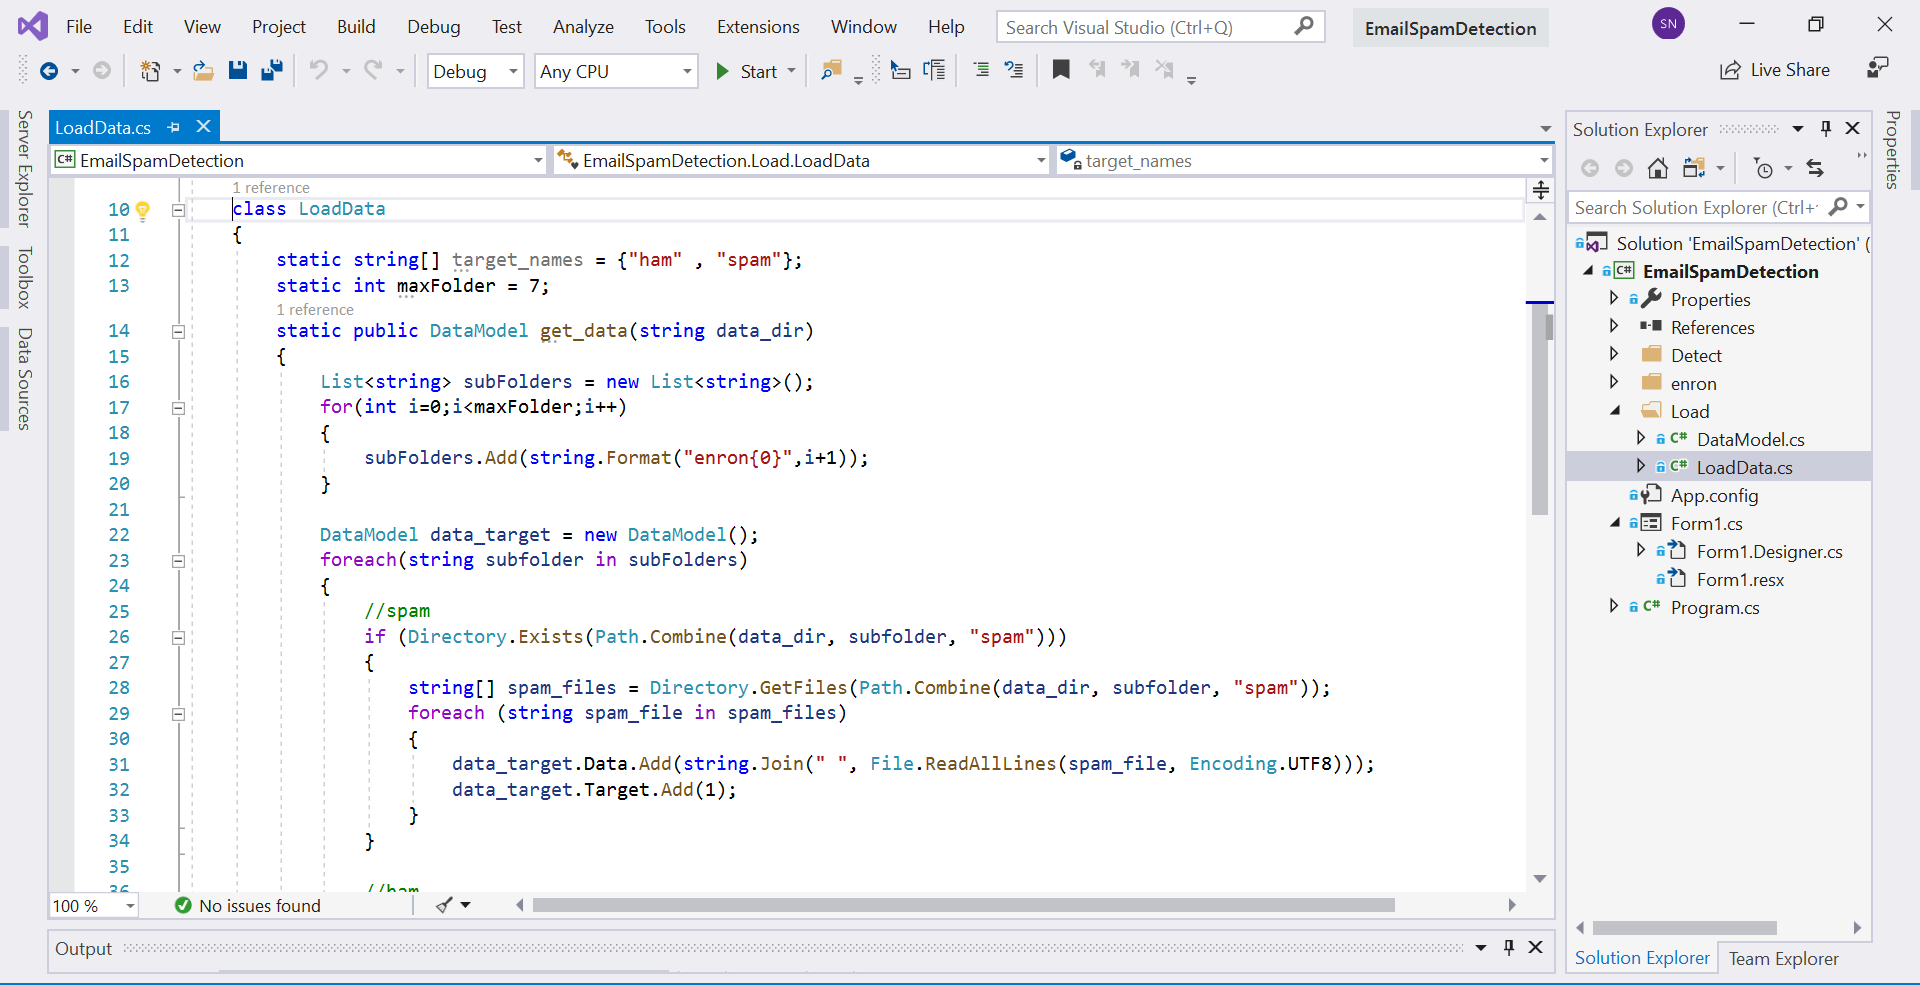 File Edit View Project Build Debug Test Analyze Tools Extensions Window Help Search Visual Studio (Ctrl+Q) EmailSpamDetection SN
Debug Any CPU Start Live Share
Server Explorer
Toolbox
Data Sources
LoadData.cs
C# EmailSpamDetection EmailSpamDetection.Load.LoadData target_names
1 reference
10 class LoadData
11 {
12 static string[] target_names = {"ham" , "spam"};
13 static int maxFolder = 7;
1 reference
14 static public DataModel get_data(string data_dir)
15 {
16 List<string> subFolders = new List<string>();
17 for(int i=0;i<maxFolder;i++)
18 {
19 subFolders.Add(string.Format("enron{0}",i+1));
20 }
21
22 DataModel data_target = new DataModel();
23 foreach(string subfolder in subFolders)
24 {
25 //spam
26 if (Directory.Exists(Path.Combine(data_dir, subfolder, "spam")))
27 {
28 string[] spam_files = Directory.GetFiles(Path.Combine(data_dir, subfolder, "spam"));
29 foreach (string spam_file in spam_files)
30 {
31 data_target.Data.Add(string.Join(" ", File.ReadAllLines(spam_file, Encoding.UTF8)));
32 data_target.Target.Add(1);
33 }
34 }
35
36 //ham
100 % No issues found
Output
Solution Explorer
Search Solution Explorer (Ctrl+
Solution 'EmailSpamDetection' (
C# EmailSpamDetection
Properties
References
Detect
enron
Load
C# DataModel.cs
C# LoadData.cs
App.config
Form1.cs
Form1.Designer.cs
Form1.resx
C# Program.cs
Solution Explorer Team Explorer
Properties